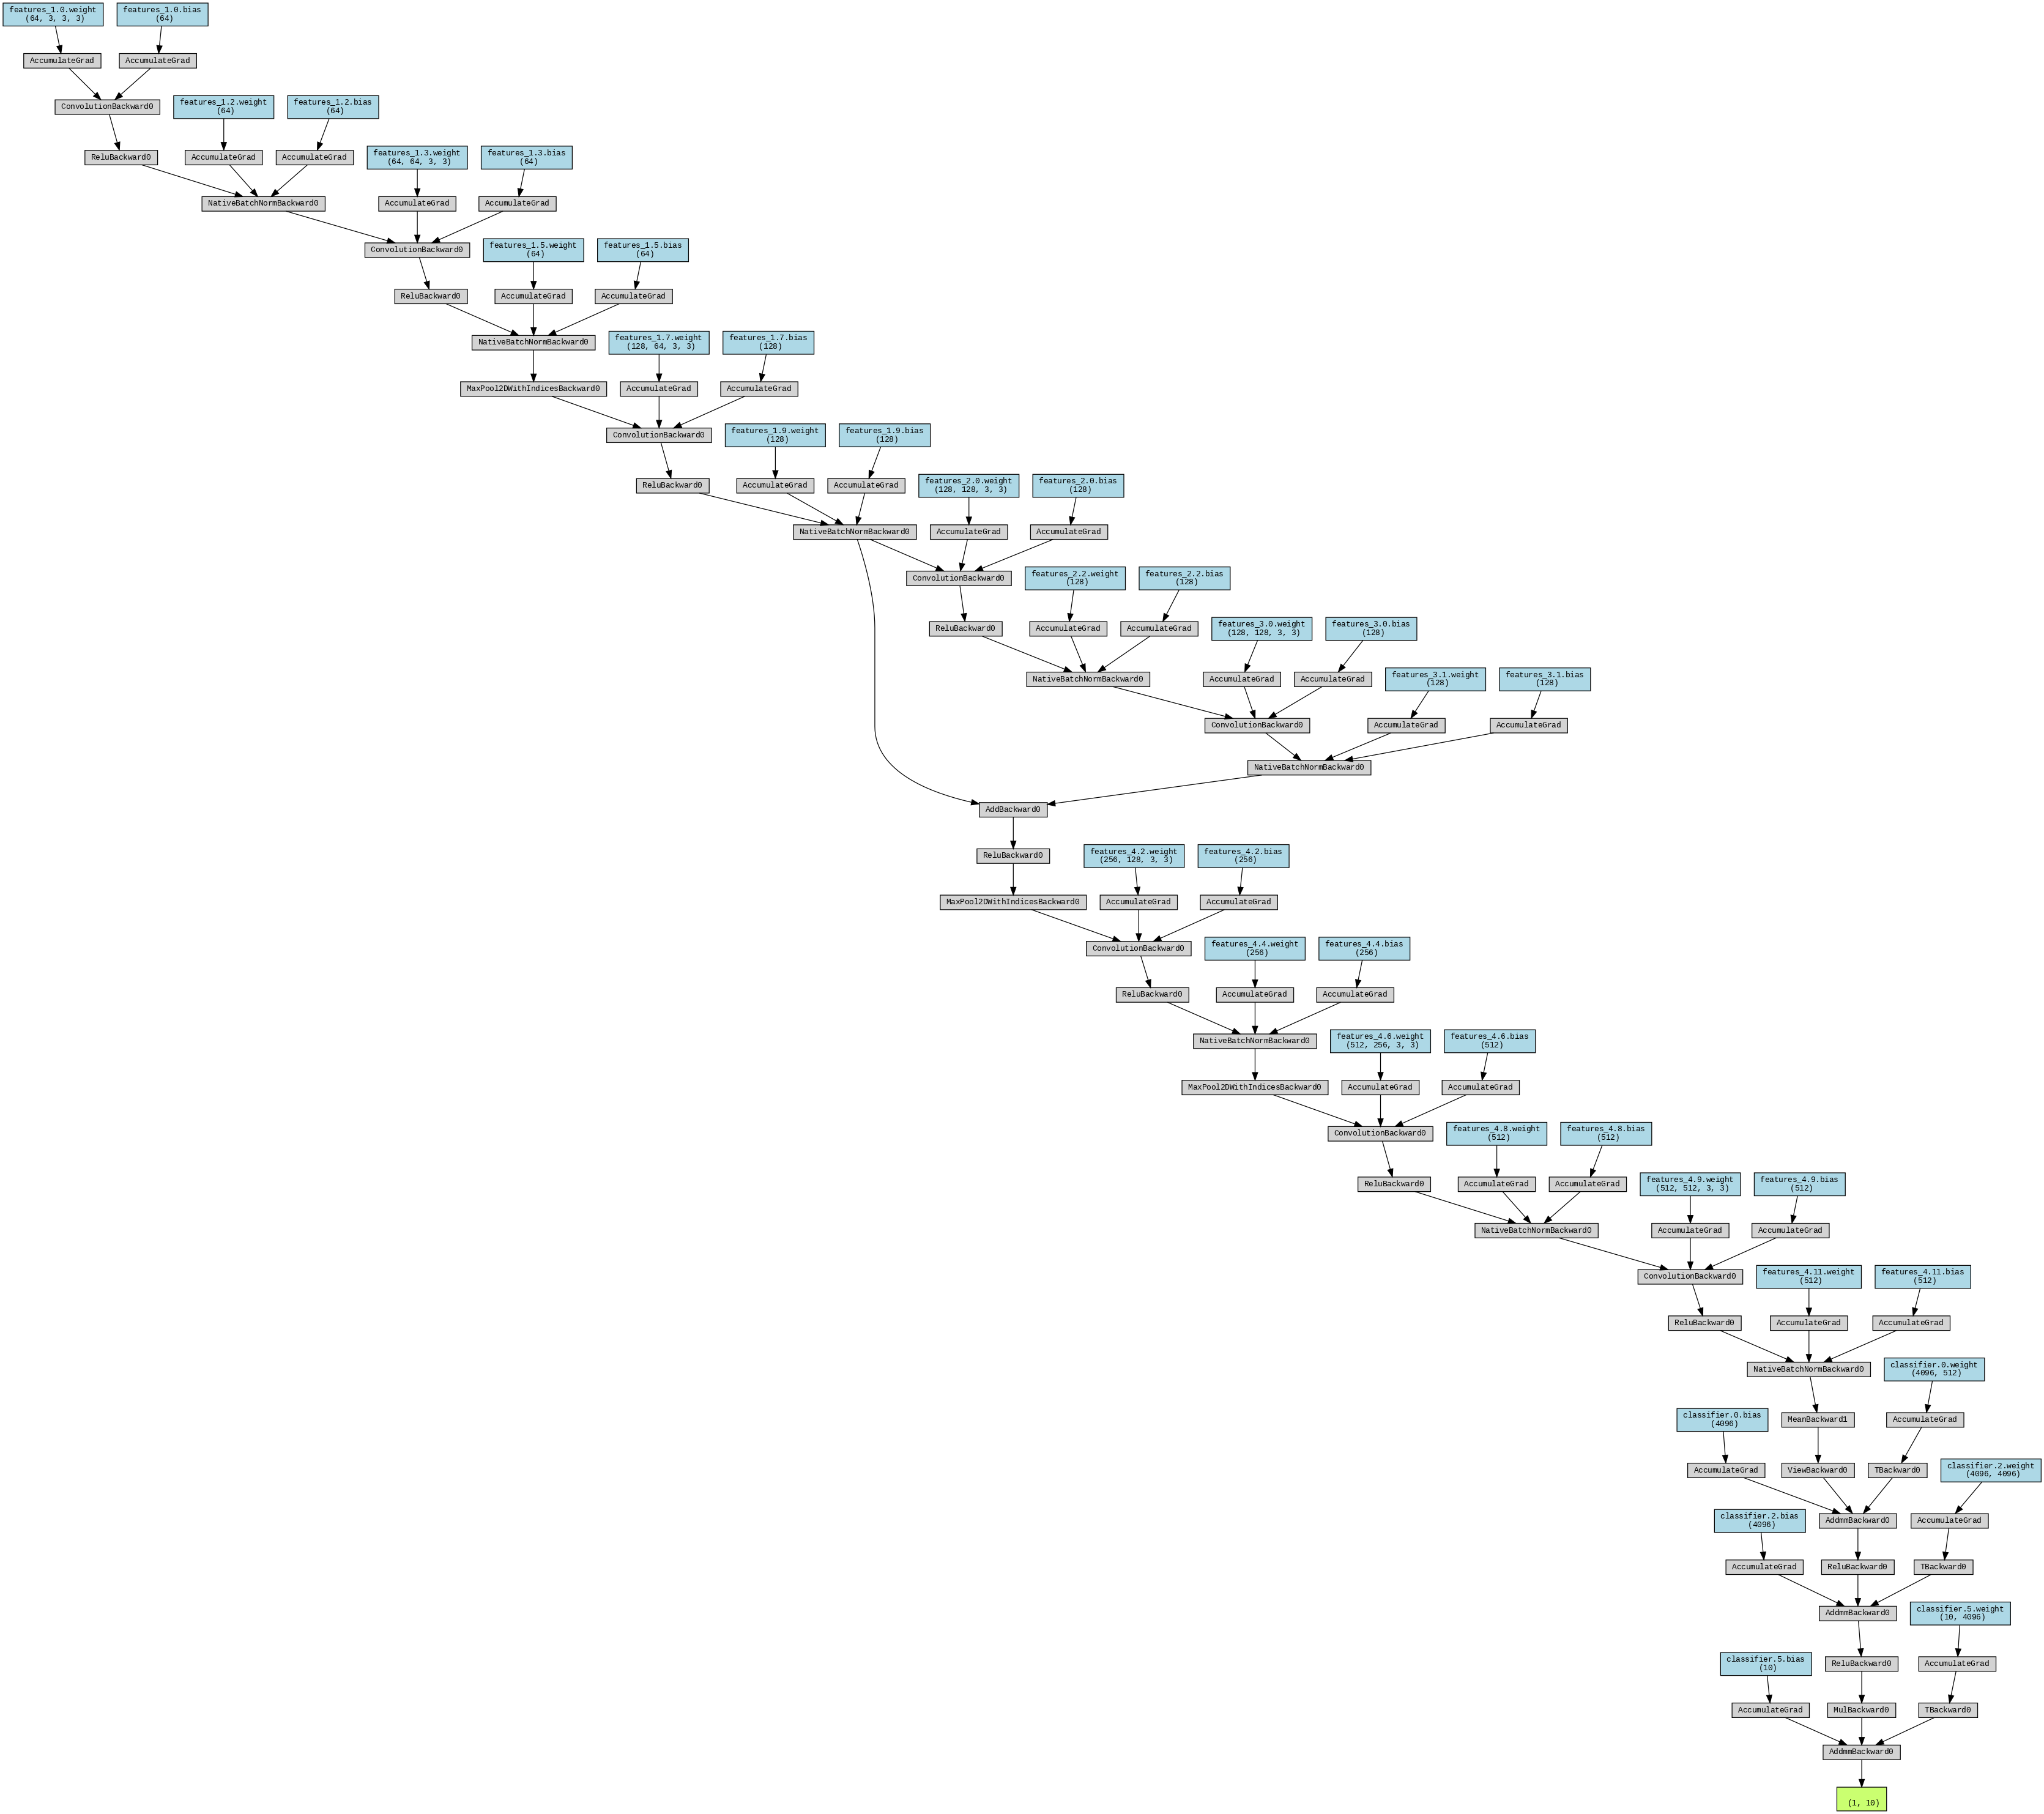 features_1.0.weight
(64, 3, 3, 3)
features_1.0.bias
(64)
AccumulateGrad
AccumulateGrad
ConvolutionBackward0
features_1.2.weight
(64)
features_1.2.bias
(64)
ReluBackward0
AccumulateGrad
AccumulateGrad
features_1.3.weight
(64, 64, 3, 3)
features_1.3.bias
(64)
NativeBatchNormBackward0
AccumulateGrad
AccumulateGrad
ConvolutionBackward0
features_1.5.weight
(64)
features_1.5.bias
(64)
ReluBackward0
AccumulateGrad
AccumulateGrad
NativeBatchNormBackward0
features_1.7.weight
(128, 64, 3, 3)
features_1.7.bias
(128)
MaxPool2DWithIndicesBackward0
AccumulateGrad
AccumulateGrad
ConvolutionBackward0
features_1.9.weight
(128)
features_1.9.bias
(128)
ReluBackward0
AccumulateGrad
AccumulateGrad
features_2.0.weight
(128, 128, 3, 3)
features_2.0.bias
(128)
NativeBatchNormBackward0
AccumulateGrad
AccumulateGrad
ConvolutionBackward0
features_2.2.weight
(128)
features_2.2.bias
(128)
ReluBackward0
AccumulateGrad
AccumulateGrad
features_3.0.weight
(128, 128, 3, 3)
features_3.0.bias
(128)
NativeBatchNormBackward0
AccumulateGrad
AccumulateGrad
features_3.1.weight
(128)
features_3.1.bias
(128)
ConvolutionBackward0
AccumulateGrad
AccumulateGrad
NativeBatchNormBackward0
AddBackward0
ReluBackward0
features_4.2.weight
(256, 128, 3, 3)
features_4.2.bias
(256)
MaxPool2DWithIndicesBackward0
AccumulateGrad
AccumulateGrad
ConvolutionBackward0
features_4.4.weight
(256)
features_4.4.bias
(256)
ReluBackward0
AccumulateGrad
AccumulateGrad
NativeBatchNormBackward0
features_4.6.weight
(512, 256, 3, 3)
features_4.6.bias
(512)
MaxPool2DWithIndicesBackward0
AccumulateGrad
AccumulateGrad
ConvolutionBackward0
features_4.8.weight
(512)
features_4.8.bias
(512)
ReluBackward0
AccumulateGrad
AccumulateGrad
features_4.9.weight
(512, 512, 3, 3)
features_4.9.bias
(512)
NativeBatchNormBackward0
AccumulateGrad
AccumulateGrad
ConvolutionBackward0
features_4.11.weight
(512)
features_4.11.bias
(512)
ReluBackward0
AccumulateGrad
AccumulateGrad
NativeBatchNormBackward0
classifier.0.weight
(4096, 512)
classifier.0.bias
(4096)
MeanBackward1
AccumulateGrad
AccumulateGrad
ViewBackward0
TBackward0
classifier.2.weight
(4096, 4096)
classifier.2.bias
(4096)
AddmmBackward0
AccumulateGrad
AccumulateGrad
ReluBackward0
TBackward0
AddmmBackward0
classifier.5.weight
(10, 4096)
classifier.5.bias
(10)
ReluBackward0
AccumulateGrad
AccumulateGrad
MulBackward0
TBackward0
AddmmBackward0
(1, 10)